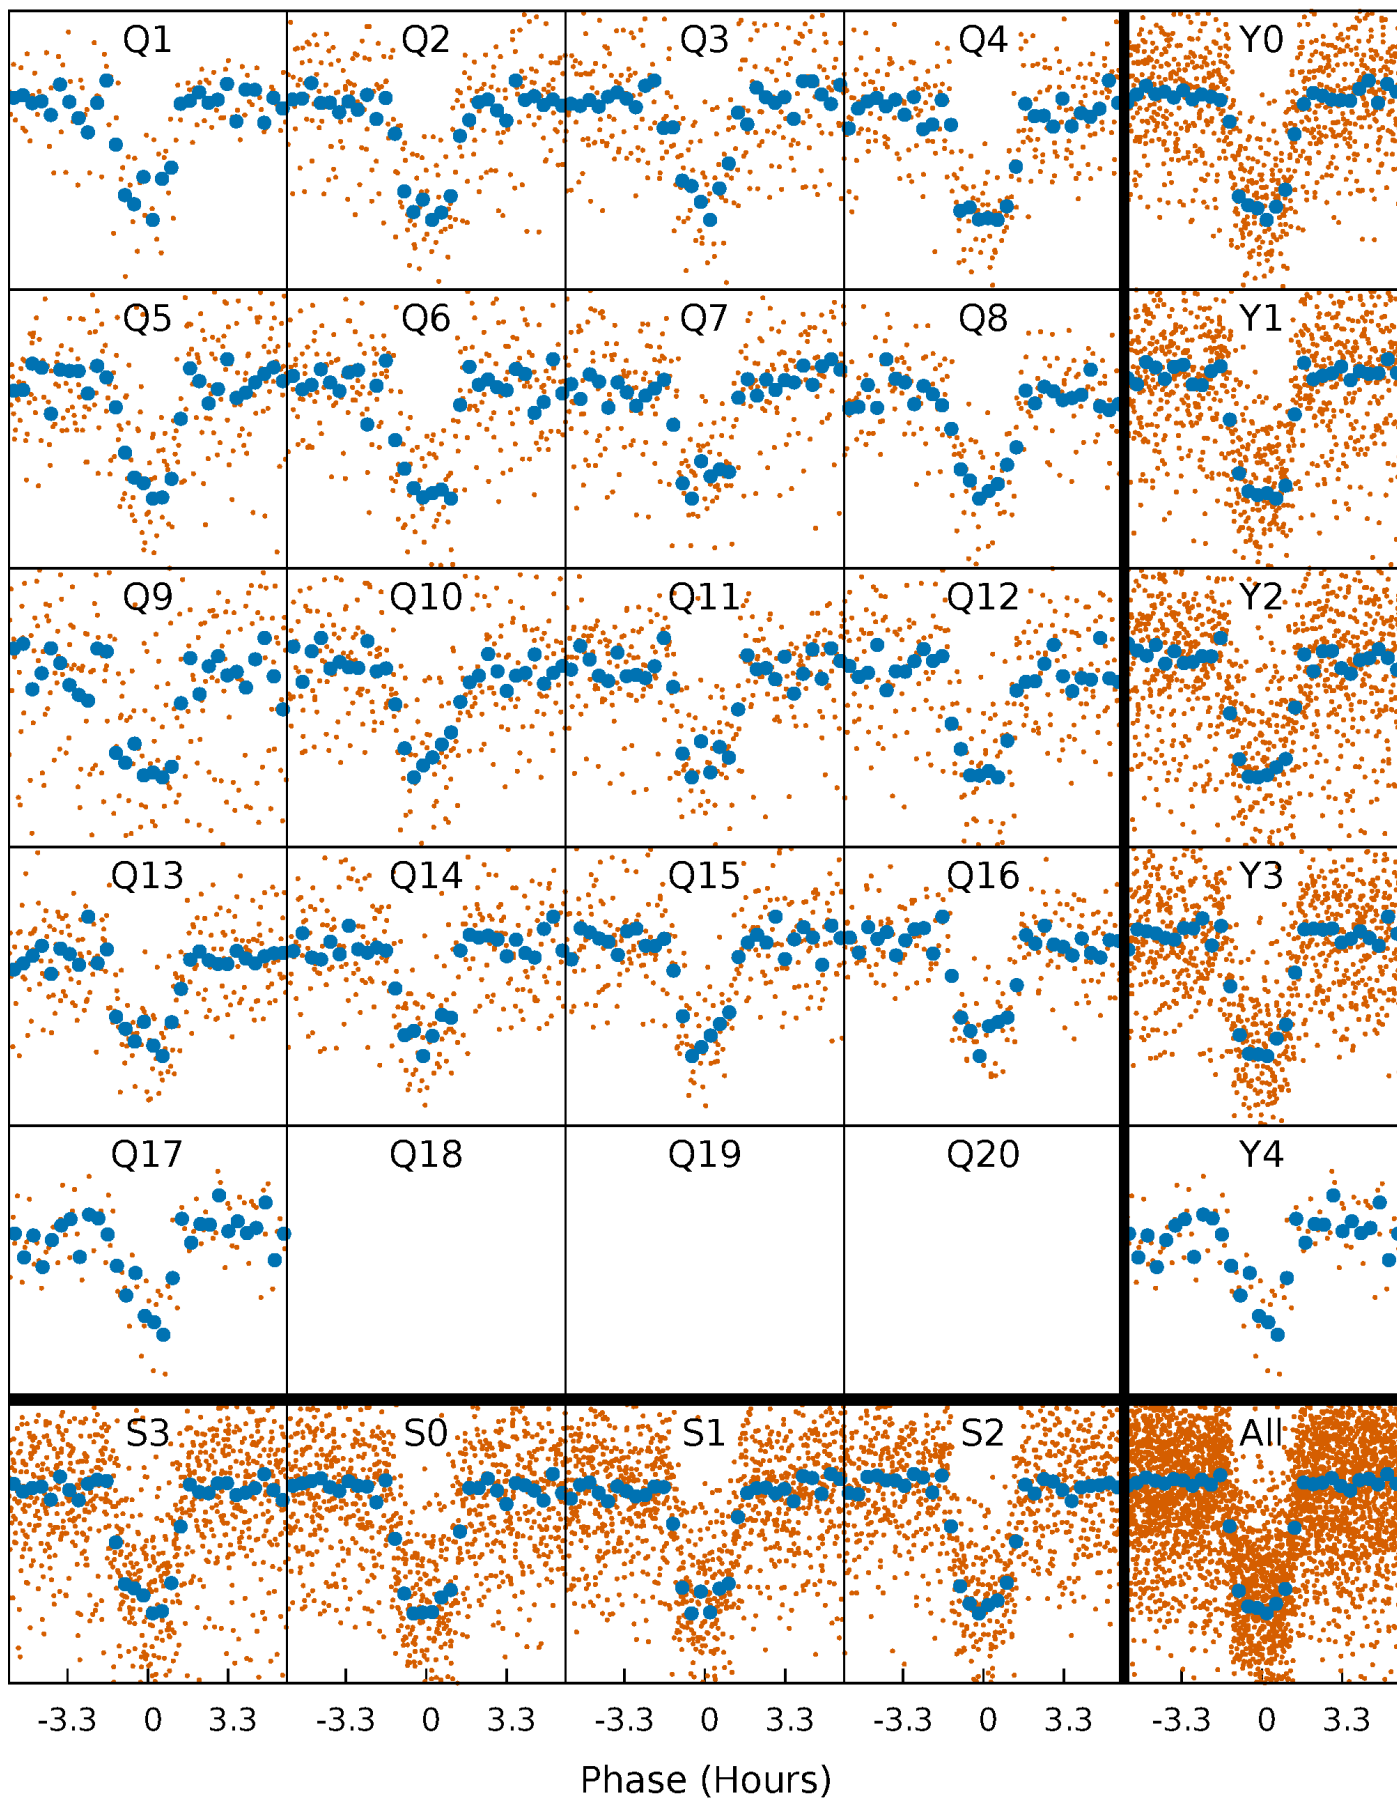 Q1 Q2 Q3 Q4 Y0
Q5 Q6 Q7 Q8 Y1
Q9 Q10 Q11 Q12 Y2
Q13 Q14 Q15 Q16 Y3
Q17 Q18 Q19 Q20 Y4
S3 S0 S1 S2 All
-3.3 0 3.3 -3.3 0 3.3 -3.3 0 3.3 -3.3 0 3.3 -3.3 0 3.3
Phase (Hours)